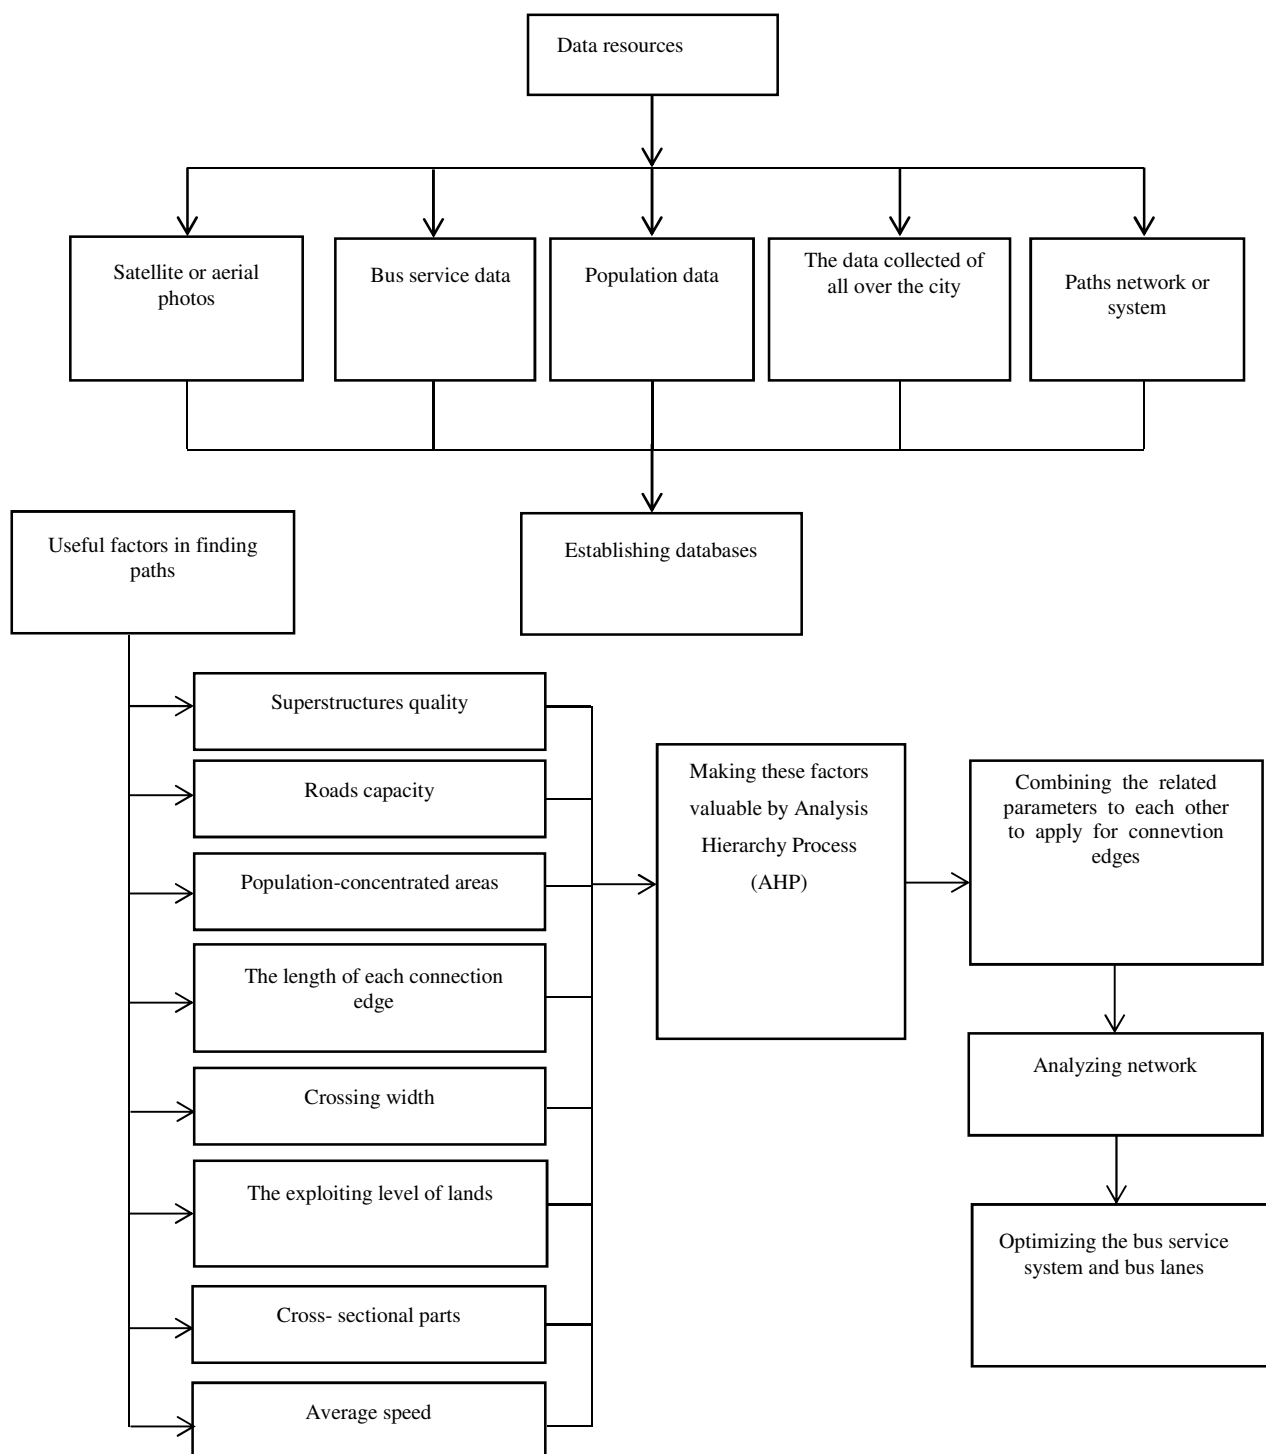 Data resources
Satellite or aerial
photos
Bus service data
Population data
The data collected of
all over the city
Paths network or
system
Useful factors in finding
paths
Establishing databases
Superstructures quality
Roads capacity
Population-concentrated areas
The length of each connection
edge
Crossing width
The exploiting level of lands
Cross- sectional parts
Average speed
Making these factors
valuable by Analysis
Hierarchy Process
(AHP)
Combining the related
parameters to each other
to apply for connevtion
edges
Analyzing network
Optimizing the bus service
system and bus lanes